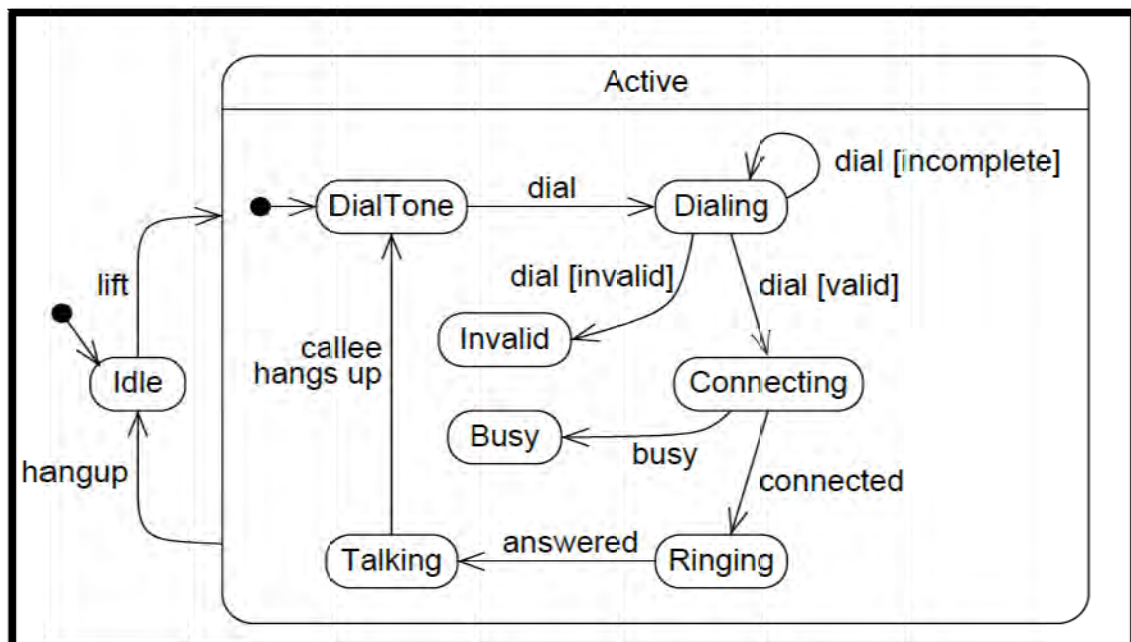 Active
dial [incomplete]
DialTone
dial
Dialing
lift
dial [invalid]
dial [valid]
Invalid
callee
hangs up
Idle
Connecting
Busy
busy
hangup
connected
Talking
answered
Ringing